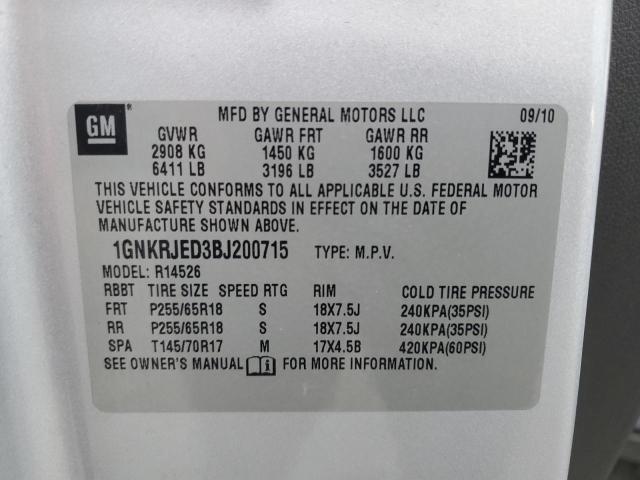 GM
MFD BY GENERAL MOTORS LLC 09/10
GVWR GAWR FRT GAWR RR
2908 KG 1450 KG 1600 KG
6411 LB 3196 LB 3527 LB
THIS VEHICLE CONFORMS TO ALL APPLICABLE U.S. FEDERAL MOTOR
VEHICLE SAFETY STANDARDS IN EFFECT ON THE DATE OF
MANUFACTURE SHOWN ABOVE.
1GNKRJED3BJ200715 TYPE: M.P.V.
MODEL: R14526
RBBT TIRE SIZE SPEED RTG RIM COLD TIRE PRESSURE
FRT P255/65R18 S 18X7.5J 240KPA(35PSI)
RR P255/65R18 S 18X7.5J 240KPA(35PSI)
SPA T145/70R17 M 17X4.5B 420KPA(60PSI)
SEE OWNER'S MANUAL FOR MORE INFORMATION.